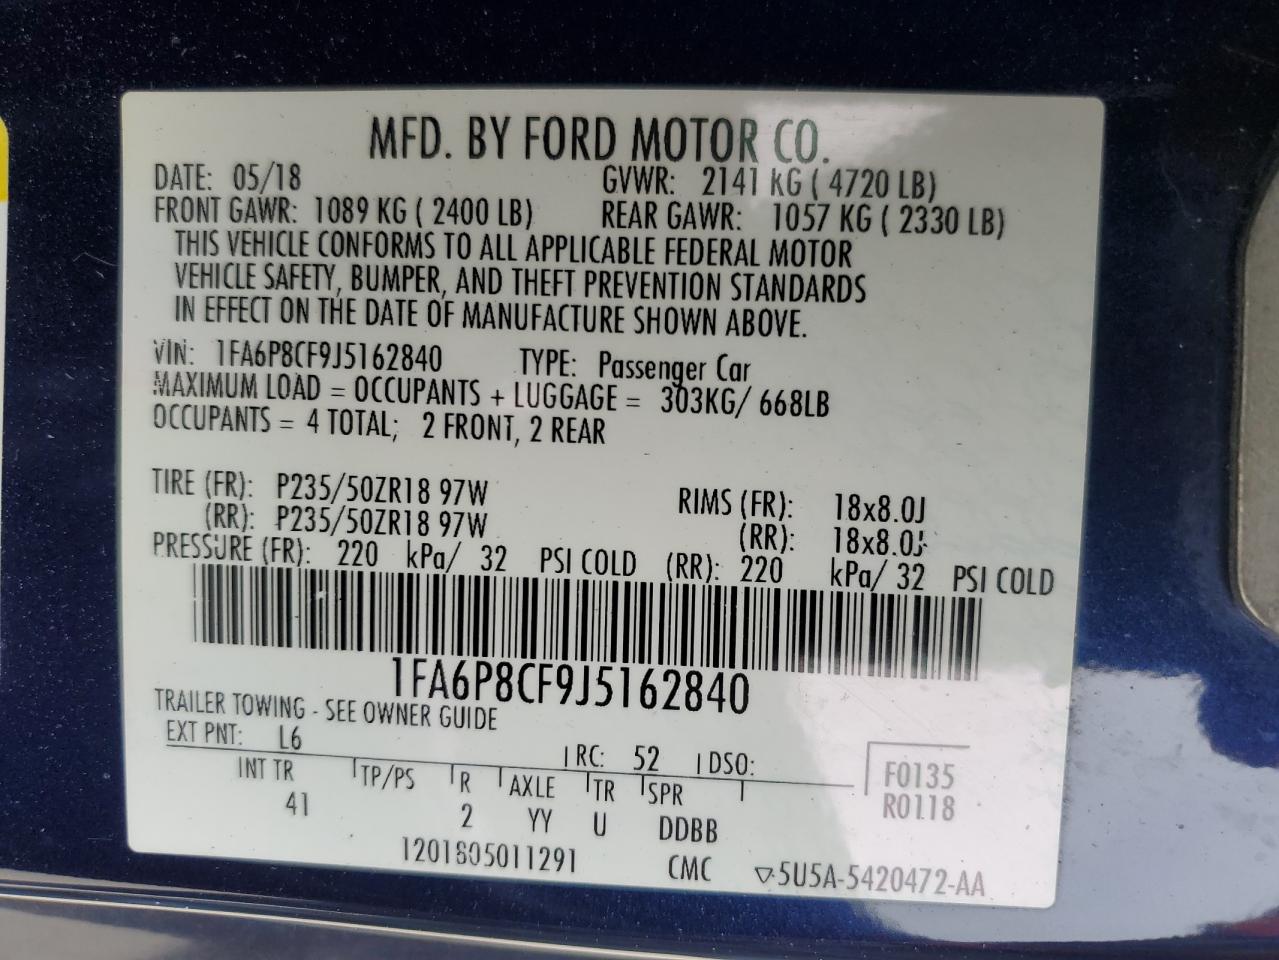 MFD. BY FORD MOTOR CO.
DATE: 05/18 GVWR: 2141 KG ( 4720 LB)
FRONT GAWR: 1089 KG ( 2400 LB) REAR GAWR: 1057 KG ( 2330 LB)
THIS VEHICLE CONFORMS TO ALL APPLICABLE FEDERAL MOTOR
VEHICLE SAFETY, BUMPER, AND THEFT PREVENTION STANDARDS
IN EFFECT ON THE DATE OF MANUFACTURE SHOWN ABOVE.
VIN: 1FA6P8CF9J5162840 TYPE: Passenger Car
MAXIMUM LOAD = OCCUPANTS + LUGGAGE = 303KG/ 668LB
OCCUPANTS = 4 TOTAL; 2 FRONT, 2 REAR
TIRE (FR): P235/50ZR18 97W RIMS (FR): 18x8.0J
(RR): P235/50ZR18 97W (RR): 18x8.0J
PRESSURE (FR): 220 kPa/ 32 PSI COLD (RR): 220 kPa/ 32 PSI COLD
1FA6P8CF9J5162840
TRAILER TOWING - SEE OWNER GUIDE
EXT PNT: L6 RC: 52 DSO:
INT TR TP/PS R AXLE TR SPR F0135
41 2 YY U DDBB R0118
1201805011291 CMC ▽5U5A-5420472-AA